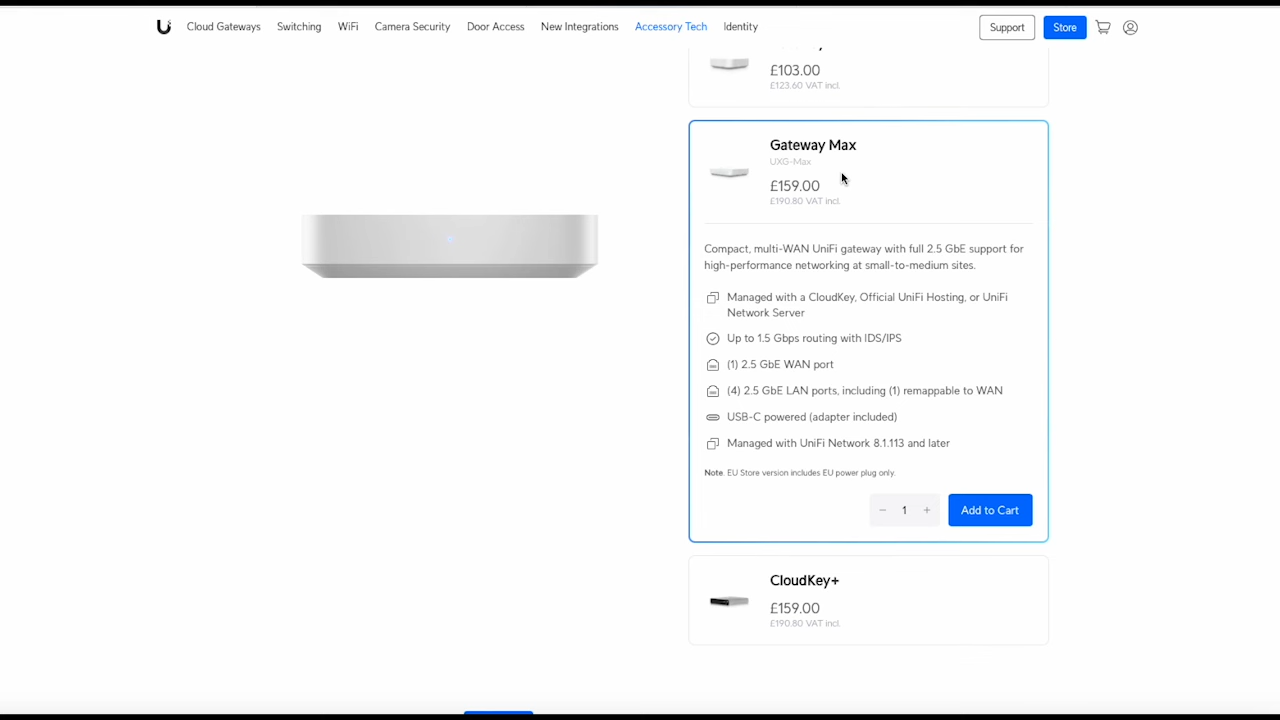 Cloud Gateways Switching WiFi Camera Security Door Access New Integrations Accessory Tech Identity Support Store
£103.00
£123.60 VAT incl.
Gateway Max
UXG-Max
£159.00
£190.80 VAT incl.
Compact, multi-WAN UniFi gateway with full 2.5 GbE support for
high-performance networking at small-to-medium sites.
Managed with a CloudKey, Official UniFi Hosting, or UniFi
Network Server
Up to 1.5 Gbps routing with IDS/IPS
(1) 2.5 GbE WAN port
(4) 2.5 GbE LAN ports, including (1) remappable to WAN
USB-C powered (adapter included)
Managed with UniFi Network 8.1.113 and later
Note. EU Store version includes EU power plug only.
− 1 + Add to Cart
CloudKey+
£159.00
£190.80 VAT incl.